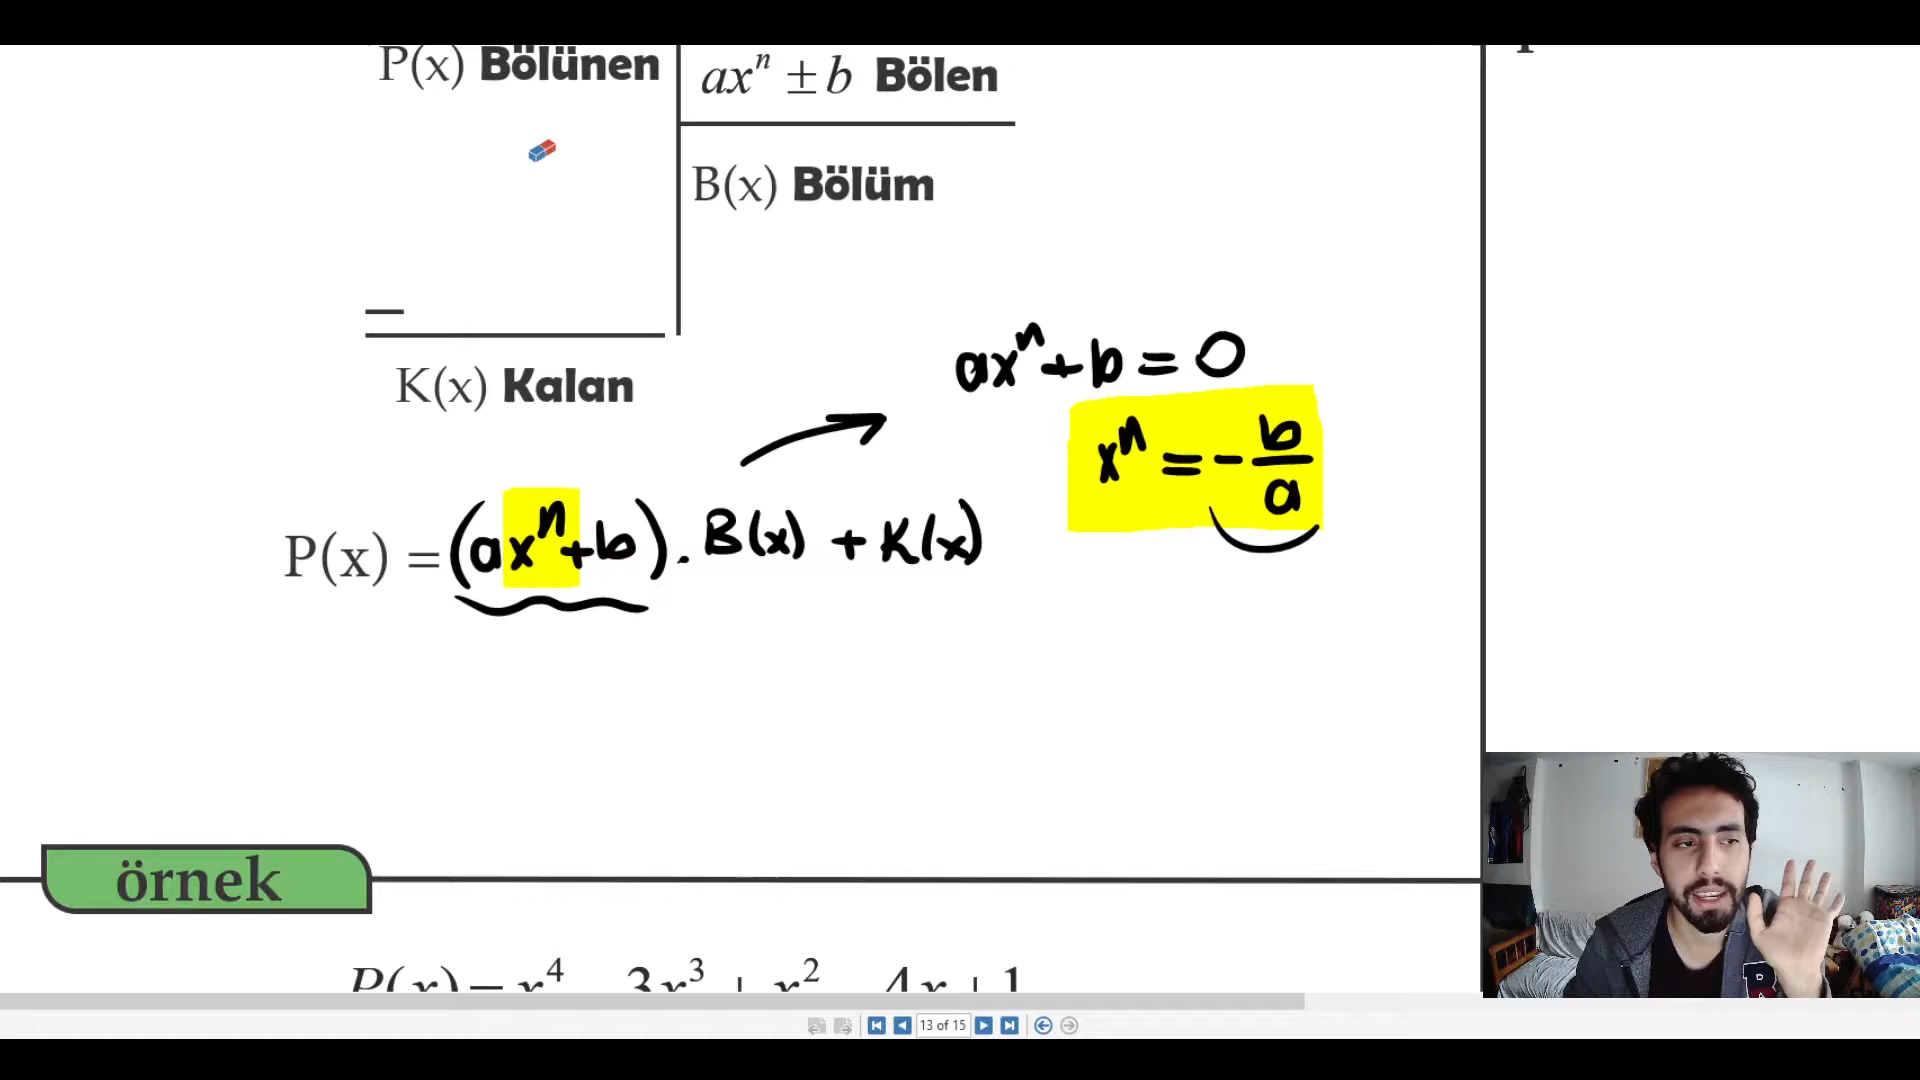 P(x) Bölünen
axⁿ ± b Bölen
B(x) Bölüm
K(x) Kalan
axⁿ + b = 0
xⁿ = - b/a
P(x) = (axⁿ + b) . B(x) + K(x)
örnek
13 of 15